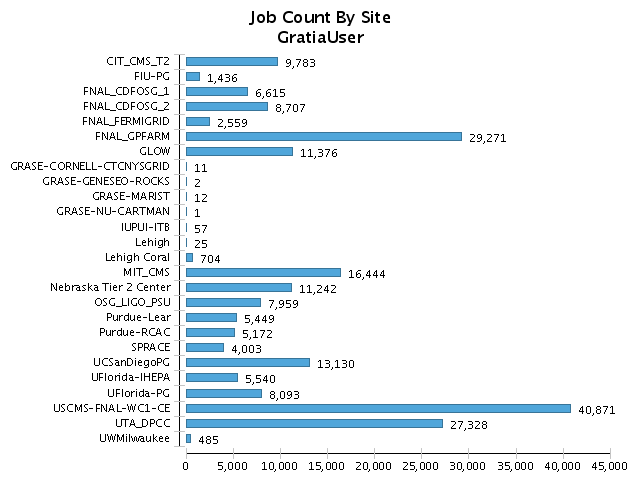 Job Count By Site
GratiaUser
CIT_CMS_T2 9,783
FIU-PG 1,436
FNAL_CDFOSG_1 6,615
FNAL_CDFOSG_2 8,707
FNAL_FERMIGRID 2,559
FNAL_GPFARM 29,271
GLOW 11,376
GRASE-CORNELL-CTCNYSGRID 11
GRASE-GENESEO-ROCKS 2
GRASE-MARIST 12
GRASE-NU-CARTMAN 1
IUPUI-ITB 57
Lehigh 25
Lehigh Coral 704
MIT_CMS 16,444
Nebraska Tier 2 Center 11,242
OSG_LIGO_PSU 7,959
Purdue-Lear 5,449
Purdue-RCAC 5,172
SPRACE 4,003
UCSanDiegoPG 13,130
UFlorida-IHEPA 5,540
UFlorida-PG 8,093
USCMS-FNAL-WC1-CE 40,871
UTA_DPCC 27,328
UWMilwaukee 485
0 5,000 10,000 15,000 20,000 25,000 30,000 35,000 40,000 45,000